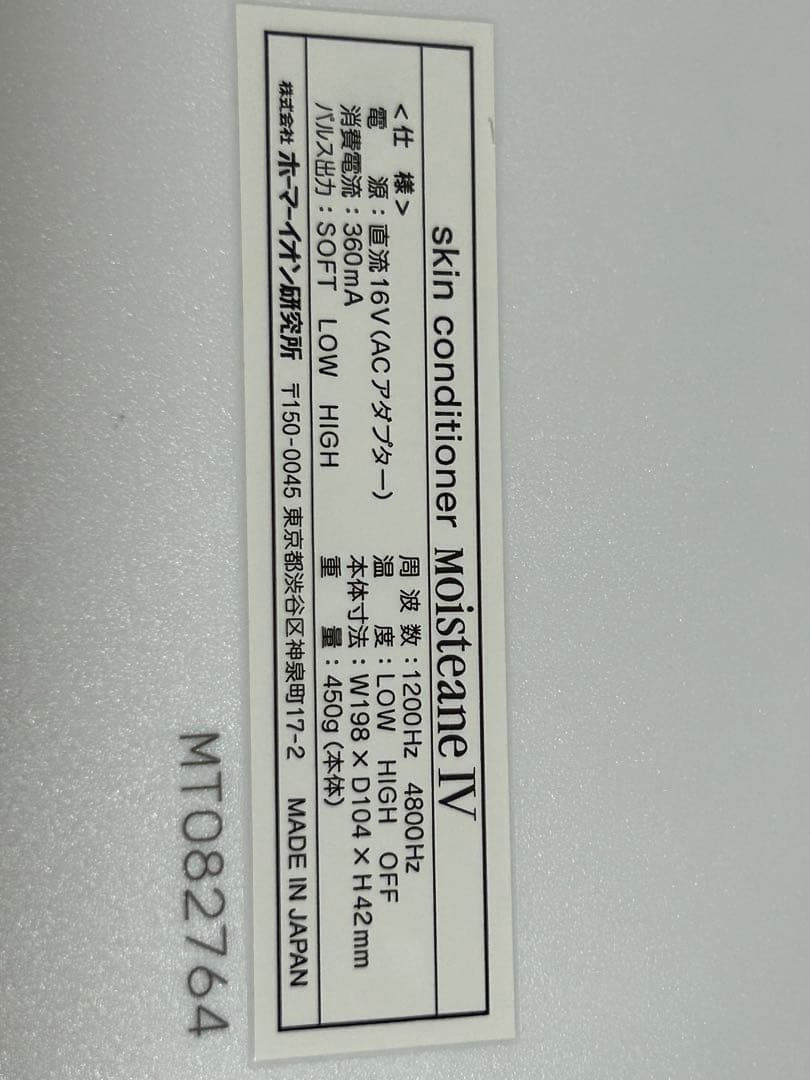 skin conditioner Moisteane IV
<仕 様>
電 源:直流16V(ACアダプター)
消費電流:360mA
パルス出力:SOFT LOW HIGH
周 波 数:1200Hz 4800Hz
温 度:LOW HIGH OFF
本体寸法:W198×D104×H42mm
重 量:450g(本体)
株式会社 ホーマーイオン研究所 〒150-0045 東京都渋谷区神泉町17-2 MADE IN JAPAN
MT082764